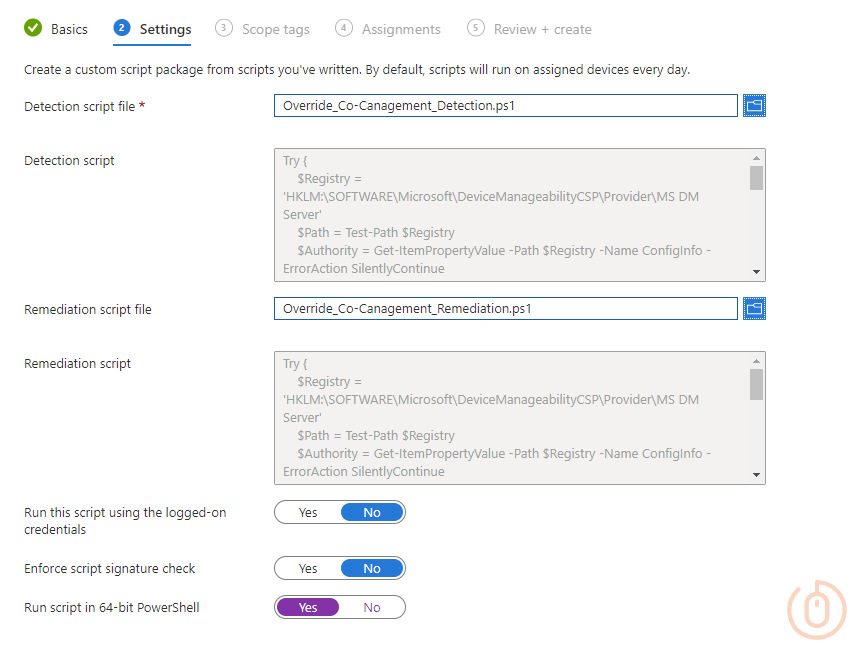 Basics
2 Settings
3 Scope tags
4 Assignments
5 Review + create
Create a custom script package from scripts you've written. By default, scripts will run on assigned devices every day.
Detection script file *
Override_Co-Canagement_Detection.ps1
Detection script
Try {
$Registry =
'HKLM:\SOFTWARE\Microsoft\DeviceManageabilityCSP\Provider\MS DM
Server'
$Path = Test-Path $Registry
$Authority = Get-ItemPropertyValue -Path $Registry -Name ConfigInfo -
ErrorAction SilentlyContinue
Remediation script file
Override_Co-Canagement_Remediation.ps1
Remediation script
Try {
$Registry =
'HKLM:\SOFTWARE\Microsoft\DeviceManageabilityCSP\Provider\MS DM
Server'
$Path = Test-Path $Registry
$Authority = Get-ItemPropertyValue -Path $Registry -Name ConfigInfo -
ErrorAction SilentlyContinue
Run this script using the logged-on
credentials
Yes No
Enforce script signature check
Yes No
Run script in 64-bit PowerShell
Yes No